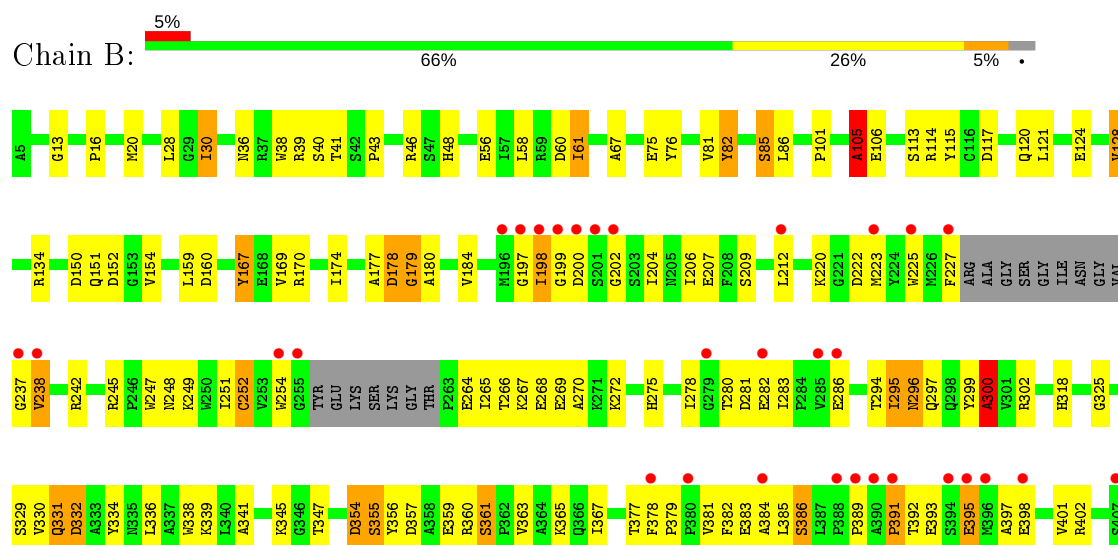 5%
Chain B:
66% 26% 5% •
A5 G13 P16 M20 L28 G29 I30 N36 R37 W38 R39 S40 T41 S42 P43 R46 S47 H48 E56 I57 L58 R59 D60 I61 A67 E75 Y76 V81 Y82 S85 L86 P101 A105 E106 S113 R114 Y115 C116 D117 Q120 L121 E124
R134 D150 Q151 D152 G153 V154 L159 D160 Y167 E168 V169 R170 I174 A177 D178 G179 A180 V184 M196 G197 I198 G199 D200 S201 G202 S203 I204 N205 I206 E207 F208 S209 L212 K220 G221 D222 M223 Y224 W225 M226 F227 ARG ALA GLY SER GLY ILE ASN GLY VAL
G237 V238 R242 R245 P246 W247 N248 K249 W250 I251 C252 V253 W254 G255 TYR GLU LYS SER LYS GLY THR P263 E264 I265 T266 K267 E268 E269 A270 K271 K272 H275 I278 G279 T280 D281 E282 I283 P284 V285 E286 T294 I295 N296 Q297 Q298 Y299 A300 V301 R302 H318 G325
S329 V330 Q331 D332 A333 Y334 N335 L336 A337 W338 K339 L340 A341 K345 G346 T347 D354 S355 Y356 D357 A358 E359 R360 S361 P362 V363 A364 K365 Q366 I367 T377 F378 P379 P380 V381 F382 E383 A384 L385 S386 L387 P388 P389 A390 P391 T392 E393 S394 E395 M396 A397 E398 V401 R402